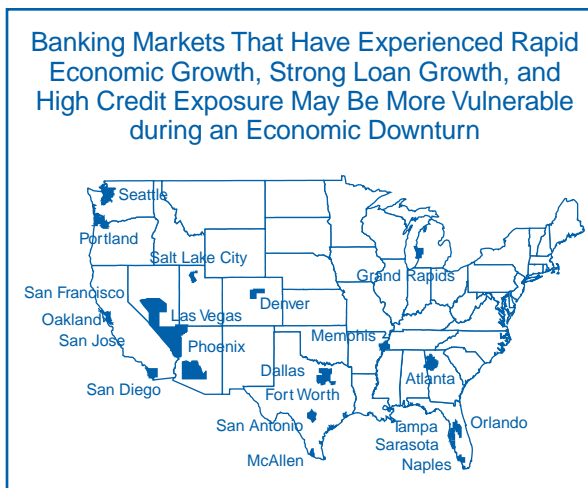 Banking Markets That Have Experienced Rapid
Economic Growth, Strong Loan Growth, and
High Credit Exposure May Be More Vulnerable
during an Economic Downturn
Seattle
Portland
Salt Lake City
Grand Rapids
San Francisco
Denver
Oakland
Las Vegas
San Jose
Memphis
Phoenix
Dallas
Atlanta
San Diego
Fort Worth
San Antonio
Tampa
Orlando
Sarasota
McAllen
Naples